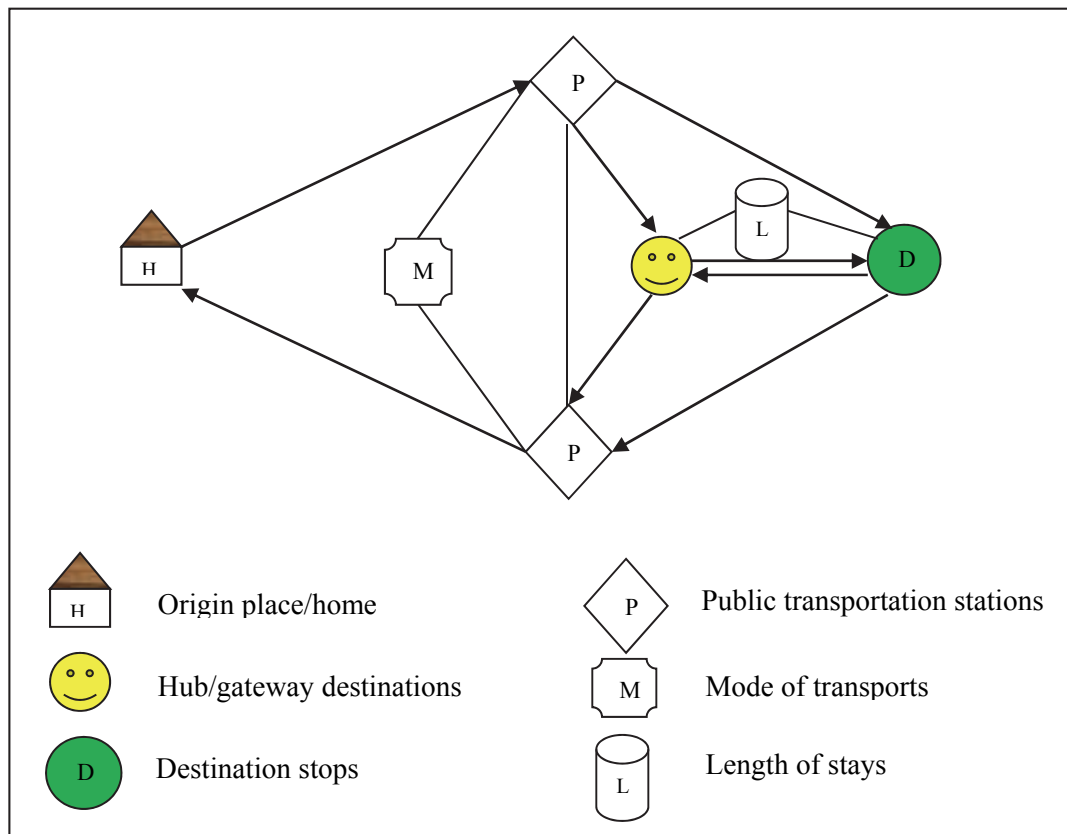 P
H
M
L
D
P
H Origin place/home
P Public transportation stations
Hub/gateway destinations
M Mode of transports
D Destination stops
L Length of stays